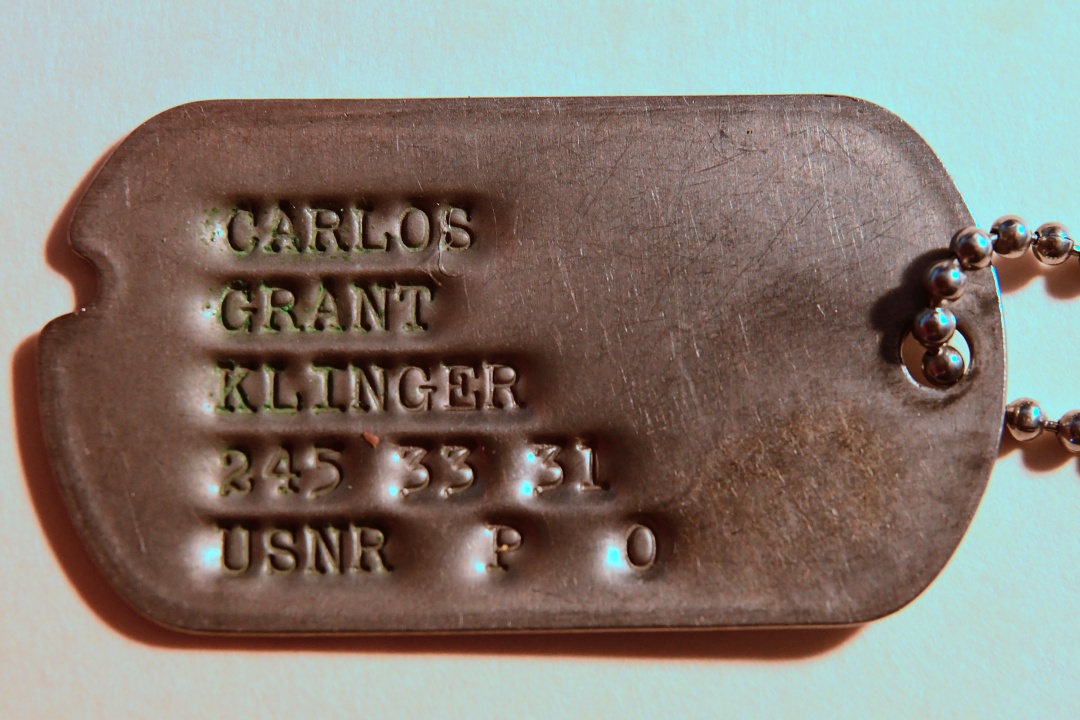 CARLOS
GRANT
KLINGER
245 33 31
USNR P O